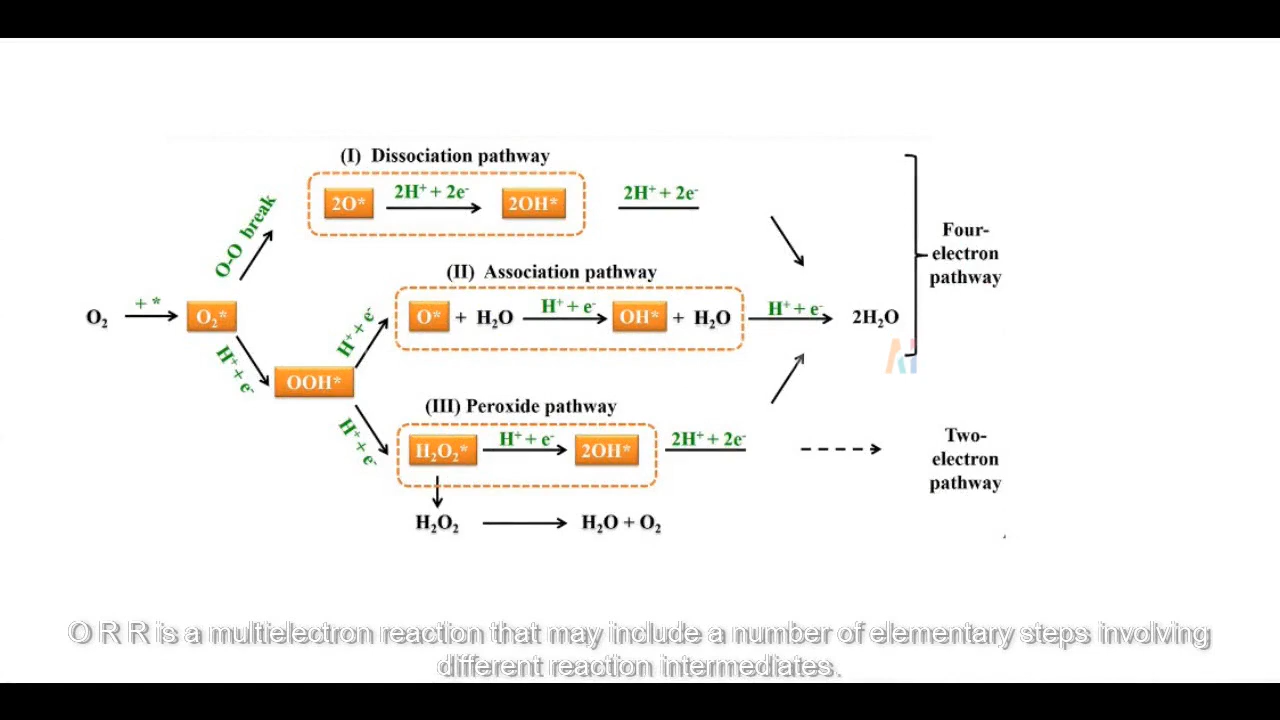 (I) Dissociation pathway
2O* 2H⁺ + 2e⁻ 2OH* 2H⁺ + 2e⁻
O-O break
Four-
electron
pathway
(II) Association pathway
O₂ + * O₂* H⁺ + e⁻ O* + H₂O H⁺ + e⁻ OH* + H₂O H⁺ + e⁻ 2H₂O
H⁺ + e⁻ OOH*
(III) Peroxide pathway
H⁺ + e⁻ H₂O₂* H⁺ + e⁻ 2OH* 2H⁺ + 2e⁻
Two-
electron
pathway
H₂O₂ H₂O + O₂
O R R is a multielectron reaction that may include a number of elementary steps involving
different reaction intermediates.